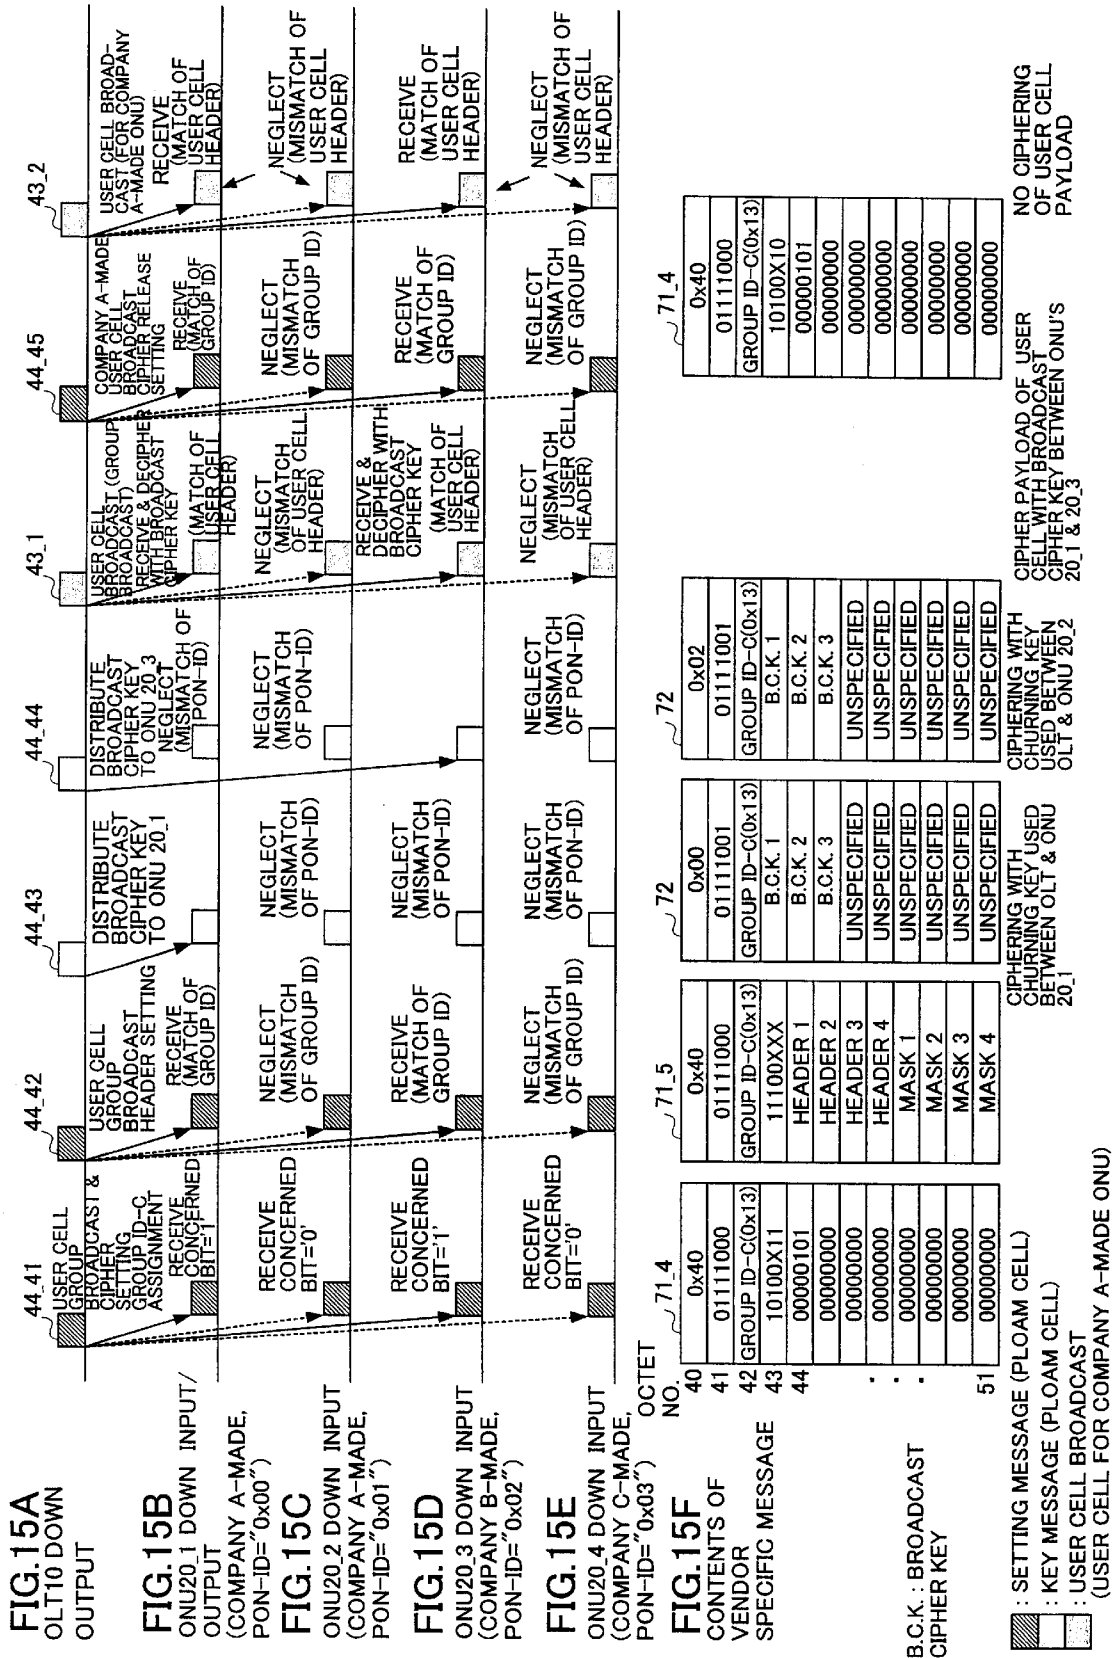 FIG.15A
OLT10 DOWN
OUTPUT
44_41
USER CELL
GROUP
BROADCAST &
CIPHER
SETTING
GROUP ID-C
ASSIGNMENT
44_42
USER CELL
GROUP
BROADCAST
HEADER SETTING
44_43
DISTRIBUTE
BROADCAST
CIPHER KEY
TO ONU 20_1
44_44
DISTRIBUTE
BROADCAST
CIPHER KEY
TO ONU 20_3
43_1
USER CELL
BROADCAST (GROUP
BROADCAST)
44_45
COMPANY A-MADE
USER CELL
BROADCAST
CIPHER RELEASE
SETTING
43_2
USER CELL BROAD-
CAST (FOR COMPANY
A-MADE ONU)
FIG.15B
ONU20_1 DOWN INPUT/
OUTPUT
(COMPANY A-MADE,
PON-ID="0x00")
RECEIVE
CONCERNED
BIT='1'
RECEIVE
(MATCH OF
GROUP ID)
NEGLECT
(MISMATCH OF
PON-ID)
RECEIVE & DECIPHER
WITH BROADCAST
CIPHER KEY
(MATCH OF
USER CELL
HEADER)
RECEIVE
(MATCH OF
GROUP ID)
RECEIVE
(MATCH OF
USER CELL
HEADER)
FIG.15C
ONU20_2 DOWN INPUT
(COMPANY A-MADE,
PON-ID="0x01")
RECEIVE
CONCERNED
BIT='0'
NEGLECT
(MISMATCH
OF GROUP ID)
NEGLECT
(MISMATCH
OF PON-ID)
NEGLECT
(MISMATCH
OF PON-ID)
NEGLECT
(MISMATCH
OF USER CELL
HEADER)
NEGLECT
(MISMATCH
OF GROUP ID)
NEGLECT
(MISMATCH OF
USER CELL
HEADER)
FIG.15D
ONU20_3 DOWN INPUT
(COMPANY B-MADE,
PON-ID="0x02")
RECEIVE
CONCERNED
BIT='1'
RECEIVE
(MATCH OF
GROUP ID)
NEGLECT
(MISMATCH
OF PON-ID)
RECEIVE &
DECIPHER WITH
BROADCAST
CIPHER KEY
(MATCH OF
USER CELL
HEADER)
RECEIVE
(MATCH OF
GROUP ID)
RECEIVE
(MATCH OF
USER CELL
HEADER)
FIG.15E
ONU20_4 DOWN INPUT
(COMPANY C-MADE,
PON-ID="0x03")
RECEIVE
CONCERNED
BIT='0'
NEGLECT
(MISMATCH
OF GROUP ID)
NEGLECT
(MISMATCH
OF PON-ID)
NEGLECT
(MISMATCH
OF PON-ID)
NEGLECT
(MISMATCH
OF USER CELL
HEADER)
NEGLECT
(MISMATCH
OF GROUP ID)
NEGLECT
(MISMATCH OF
USER CELL
HEADER)
FIG.15F
CONTENTS OF
VENDOR
SPECIFIC MESSAGE
OCTET
NO.
40
41
42
43
44
51
71_4
0x40
01111000
GROUP ID-C(0x13)
10100X11
00000101
00000000
00000000
00000000
00000000
00000000
00000000
00000000
71_5
0x40
01111000
GROUP ID-C(0x13)
11100XXX
HEADER 1
HEADER 2
HEADER 3
HEADER 4
MASK 1
MASK 2
MASK 3
MASK 4
72
0x00
01111001
GROUP ID-C(0x13)
B.C.K. 1
B.C.K. 2
B.C.K. 3
UNSPECIFIED
UNSPECIFIED
UNSPECIFIED
UNSPECIFIED
UNSPECIFIED
UNSPECIFIED
CIPHERING WITH
CHURNING KEY USED
BETWEEN OLT & ONU
20_1
72
0x02
01111001
GROUP ID-C(0x13)
B.C.K. 1
B.C.K. 2
B.C.K. 3
UNSPECIFIED
UNSPECIFIED
UNSPECIFIED
UNSPECIFIED
UNSPECIFIED
UNSPECIFIED
CIPHERING WITH
CHURNING KEY
USED BETWEEN
OLT & ONU 20_2
CIPHER PAYLOAD OF USER
CELL WITH BROADCAST
CIPHER KEY BETWEEN ONU'S
20_1 & 20_3
71_4
0x40
01111000
GROUP ID-C(0x13)
10100X10
00000101
00000000
00000000
00000000
00000000
00000000
00000000
00000000
NO CIPHERING
OF USER CELL
PAYLOAD
B.C.K. : BROADCAST
CIPHER KEY
: SETTING MESSAGE (PLOAM CELL)
: KEY MESSAGE (PLOAM CELL)
: USER CELL BROADCAST
(USER CELL FOR COMPANY A-MADE ONU)